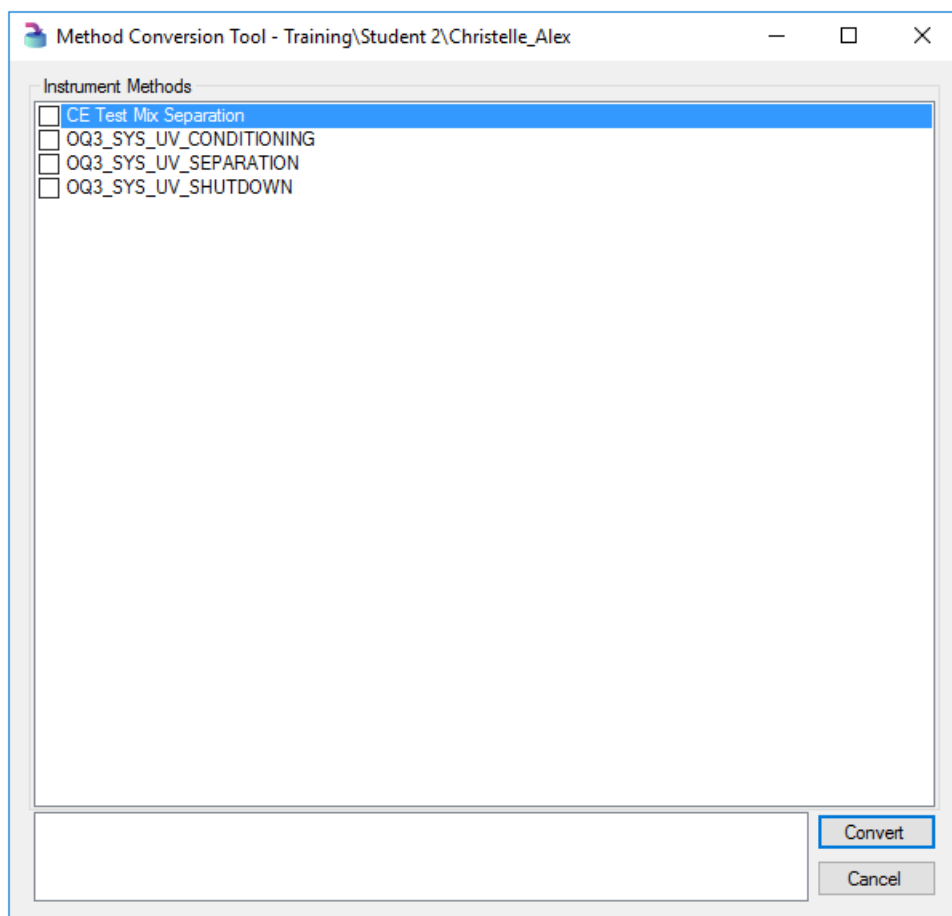 Method Conversion Tool - Training\Student 2\Christelle_Alex
Instrument Methods
CE Test Mix Separation
OQ3_SYS_UV_CONDITIONING
OQ3_SYS_UV_SEPARATION
OQ3_SYS_UV_SHUTDOWN
Convert
Cancel